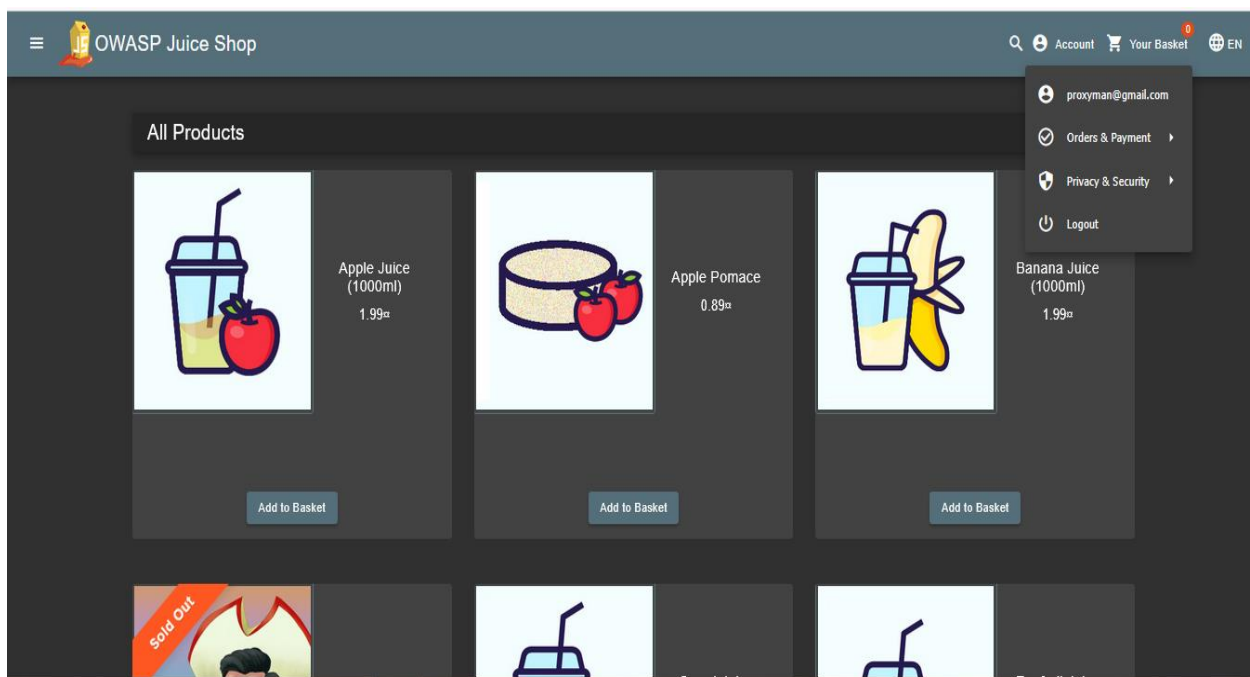 OWASP Juice Shop
Account
Your Basket
0
EN
proxyman@gmail.com
Orders & Payment
Privacy & Security
Logout
All Products
Apple Juice
(1000ml)
1.99¤
Add to Basket
Apple Pomace
0.89¤
Add to Basket
Banana Juice
(1000ml)
1.99¤
Add to Basket
Sold Out